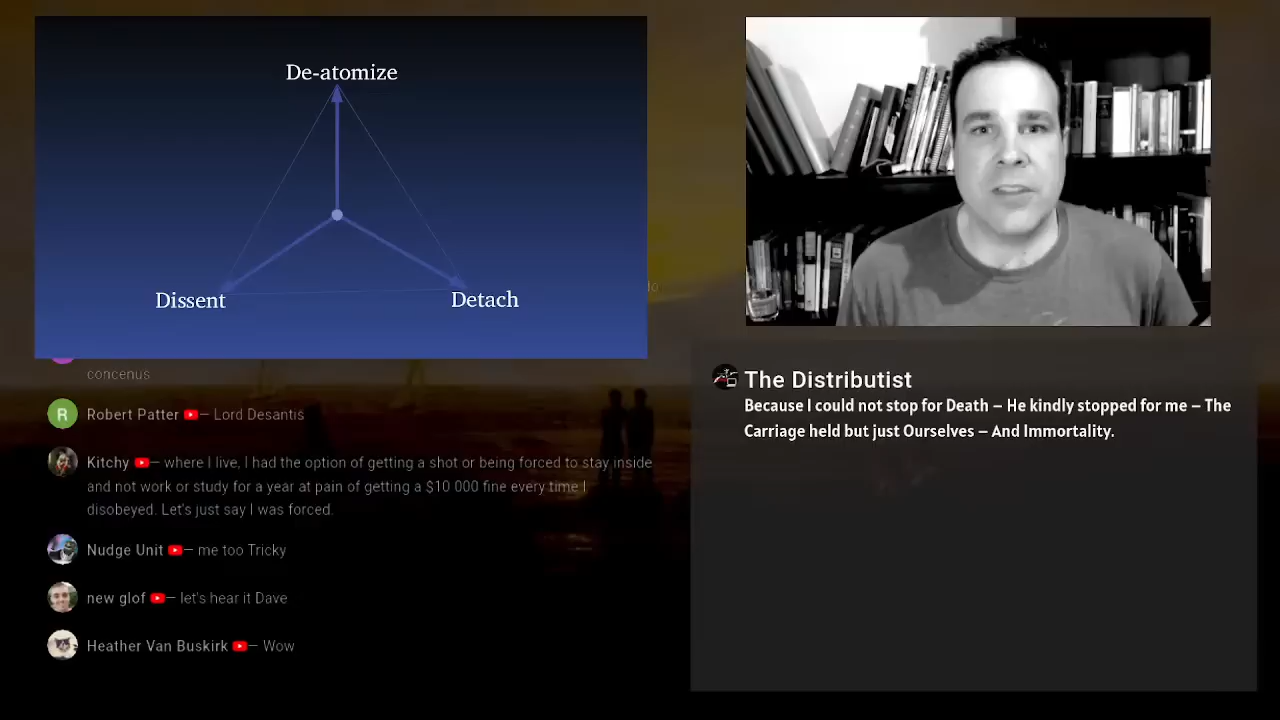 De-atomize
Dissent
Detach
to
concenus
R
Robert Patter — Lord Desantis
Kitchy — where I live, I had the option of getting a shot or being forced to stay inside
and not work or study for a year at pain of getting a $10 000 fine every time I
disobeyed. Let's just say I was forced.
Nudge Unit — me too Tricky
new glof — let's hear it Dave
Heather Van Buskirk — Wow
The Distributist
Because I could not stop for Death – He kindly stopped for me – The
Carriage held but just Ourselves – And Immortality.